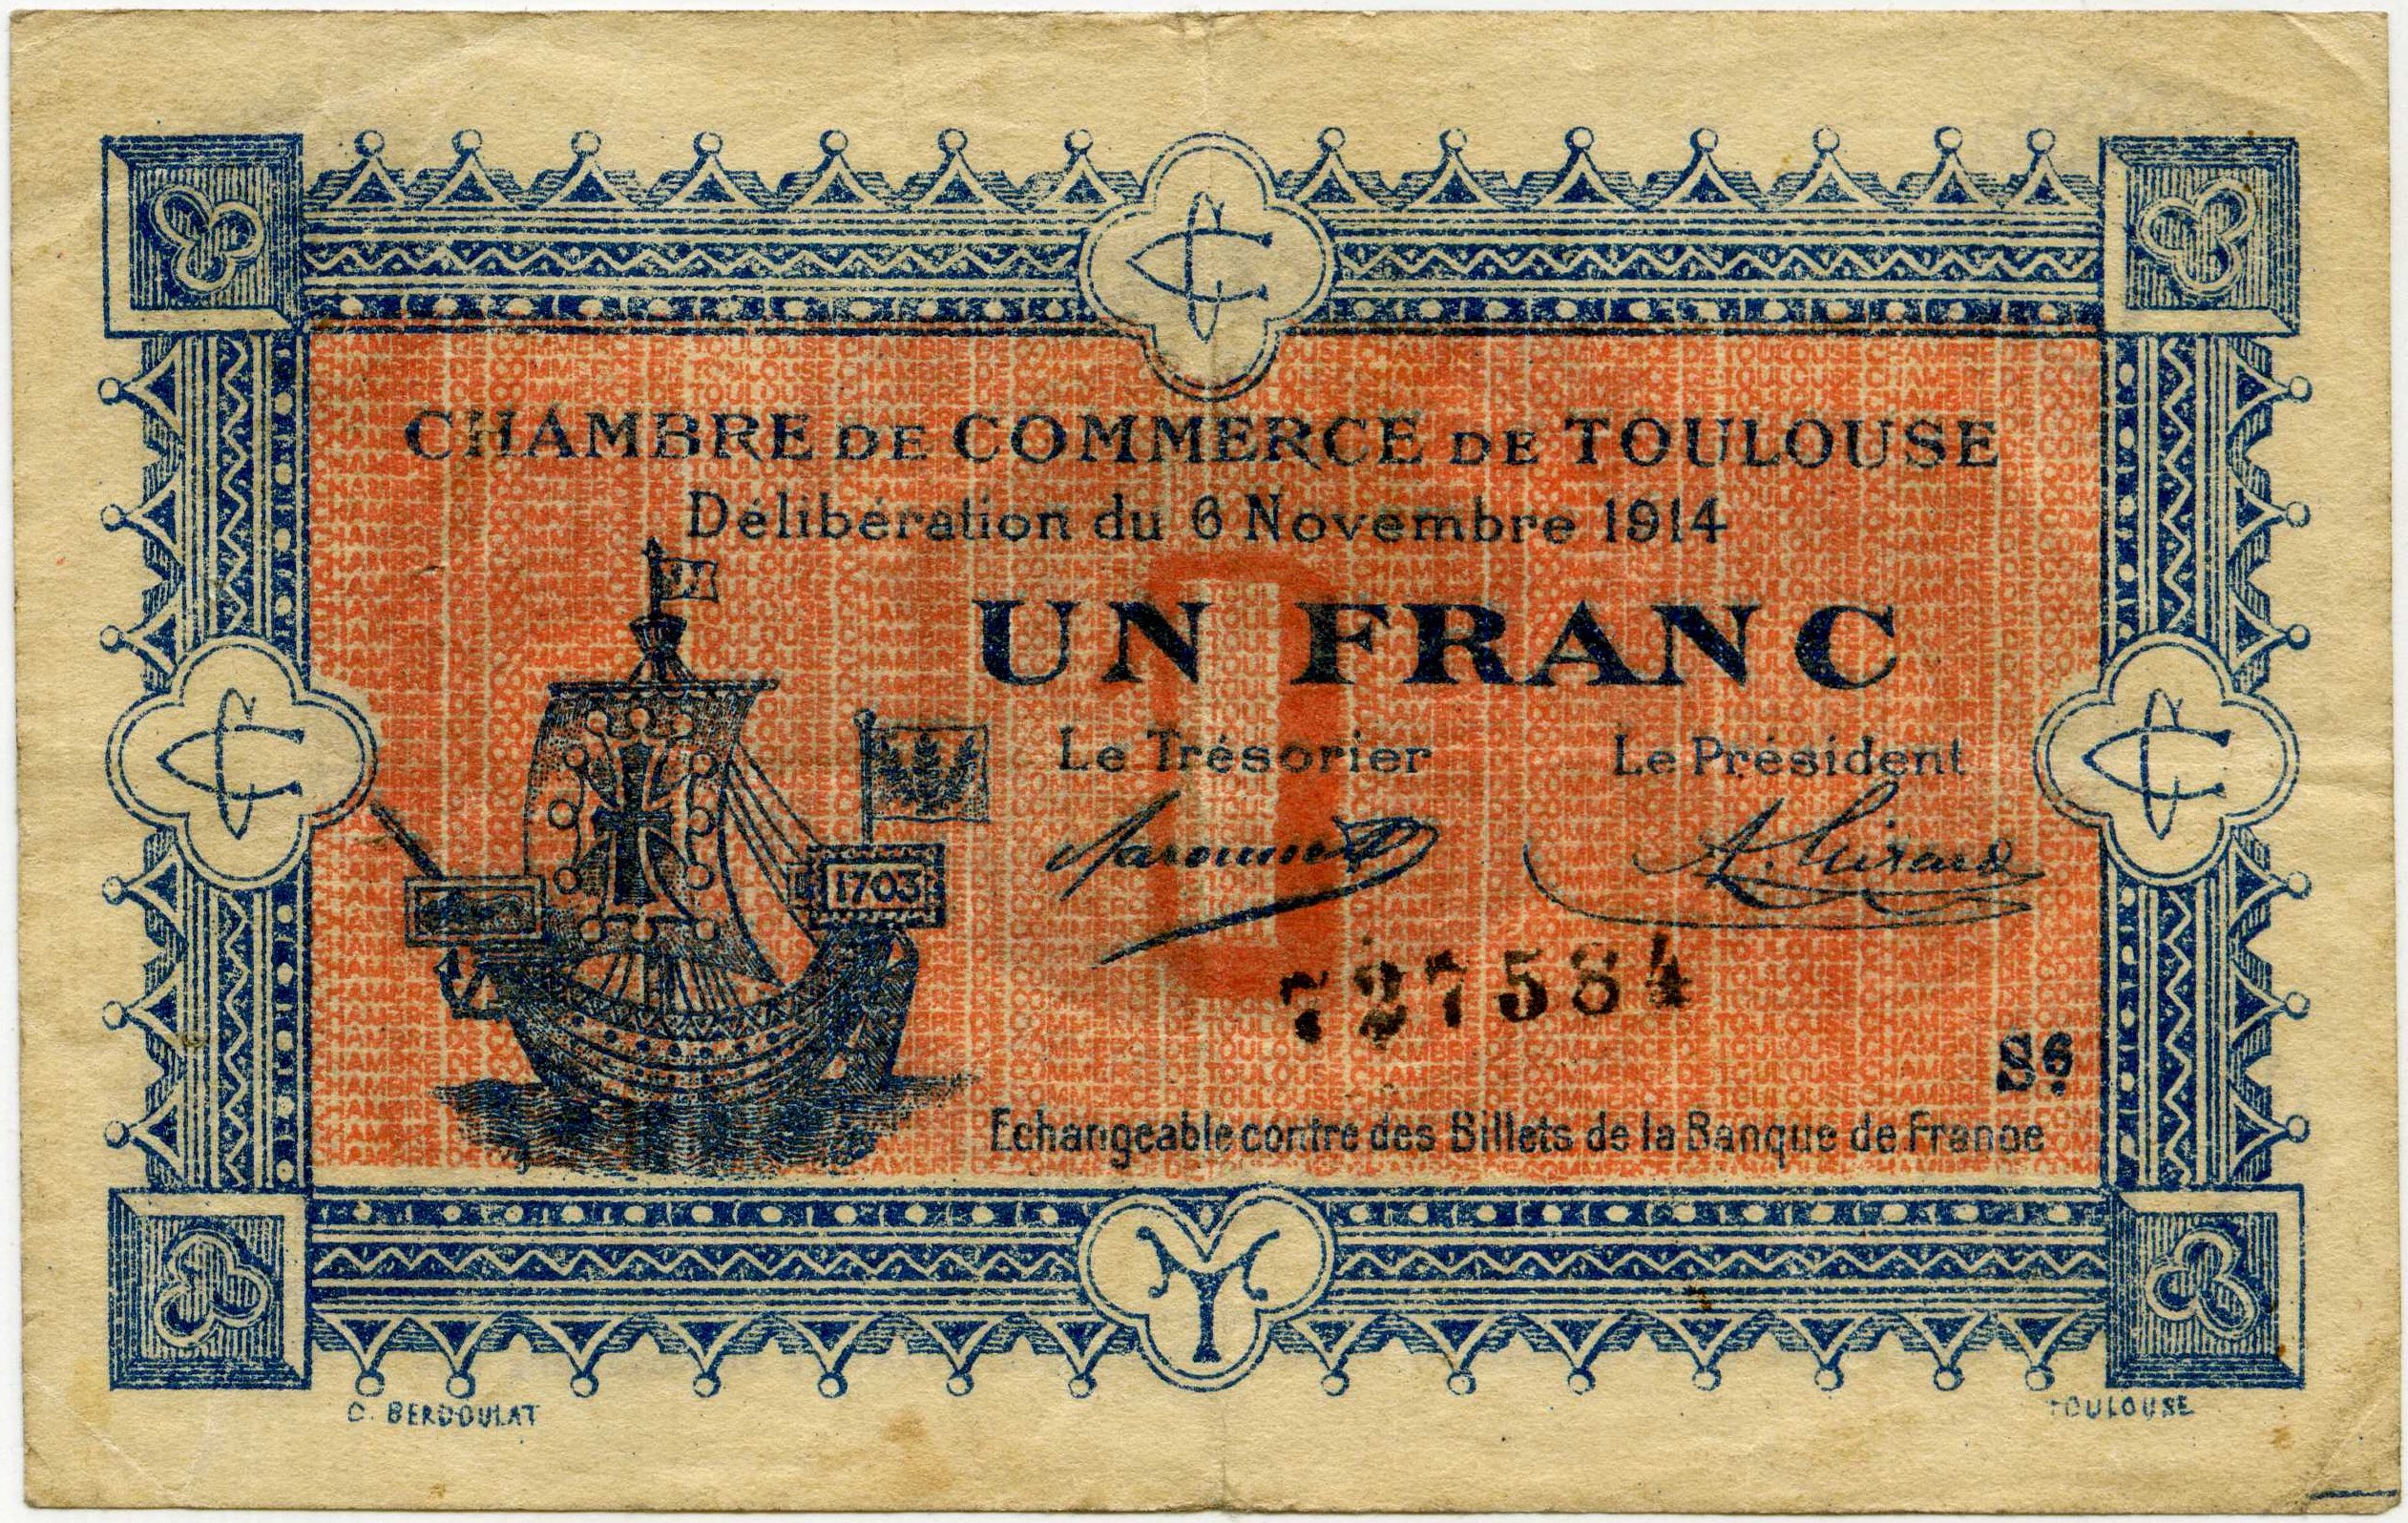 CHAMBRE DE COMMERCE DE TOULOUSE
Délibération du 6 Novembre 1914
UN FRANC
Le Trésorier
Le Président
1703
727584
S6
Echangeable contre des Billets de la Banque de France
C. BERDOULAT
TOULOUSE